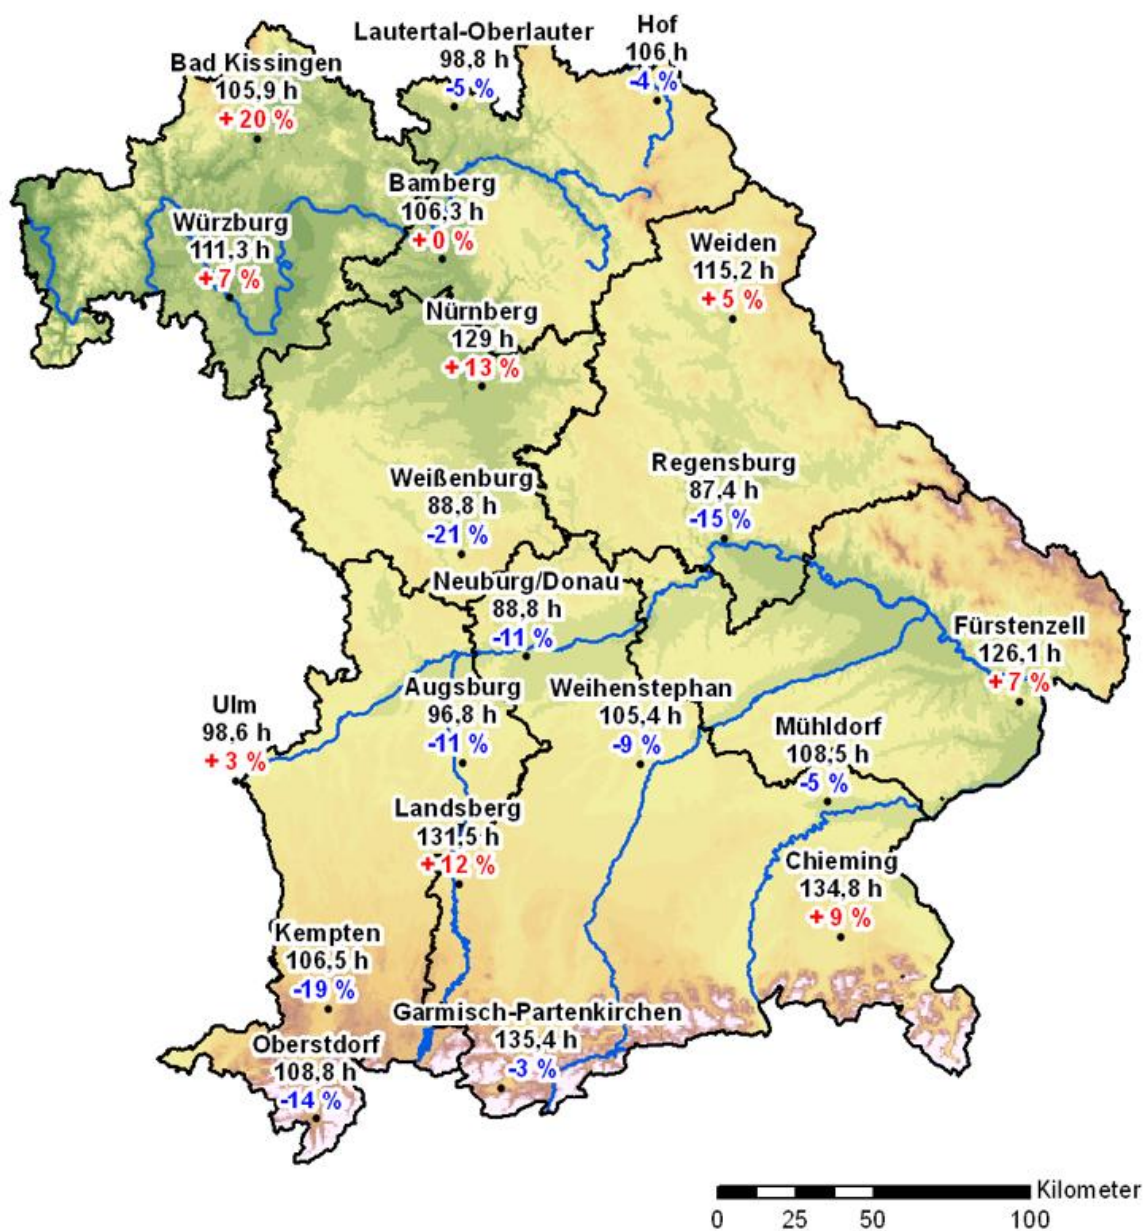 Hof
106 h
-4 %
Lautertal-Oberlauter
98,8 h
-5 %
Bad Kissingen
105,9 h
+ 20 %
Bamberg
106,3 h
+ 0 %
Würzburg
111,3 h
+ 7 %
Weiden
115,2 h
+ 5 %
Nürnberg
129 h
+ 13 %
Regensburg
87,4 h
-15 %
Weißenburg
88,8 h
-21 %
Neuburg/Donau
88,8 h
-11 %
Fürstenzell
126,1 h
+ 7 %
Augsburg
96,8 h
-11 %
Weihenstephan
105,4 h
-9 %
Ulm
98,6 h
+ 3 %
Mühldorf
108,5 h
-5 %
Landsberg
131,5 h
+ 12 %
Chieming
134,8 h
+ 9 %
Kempten
106,5 h
-19 %
Garmisch-Partenkirchen
135,4 h
-3 %
Oberstdorf
108,8 h
-14 %
Kilometer
0 25 50 100